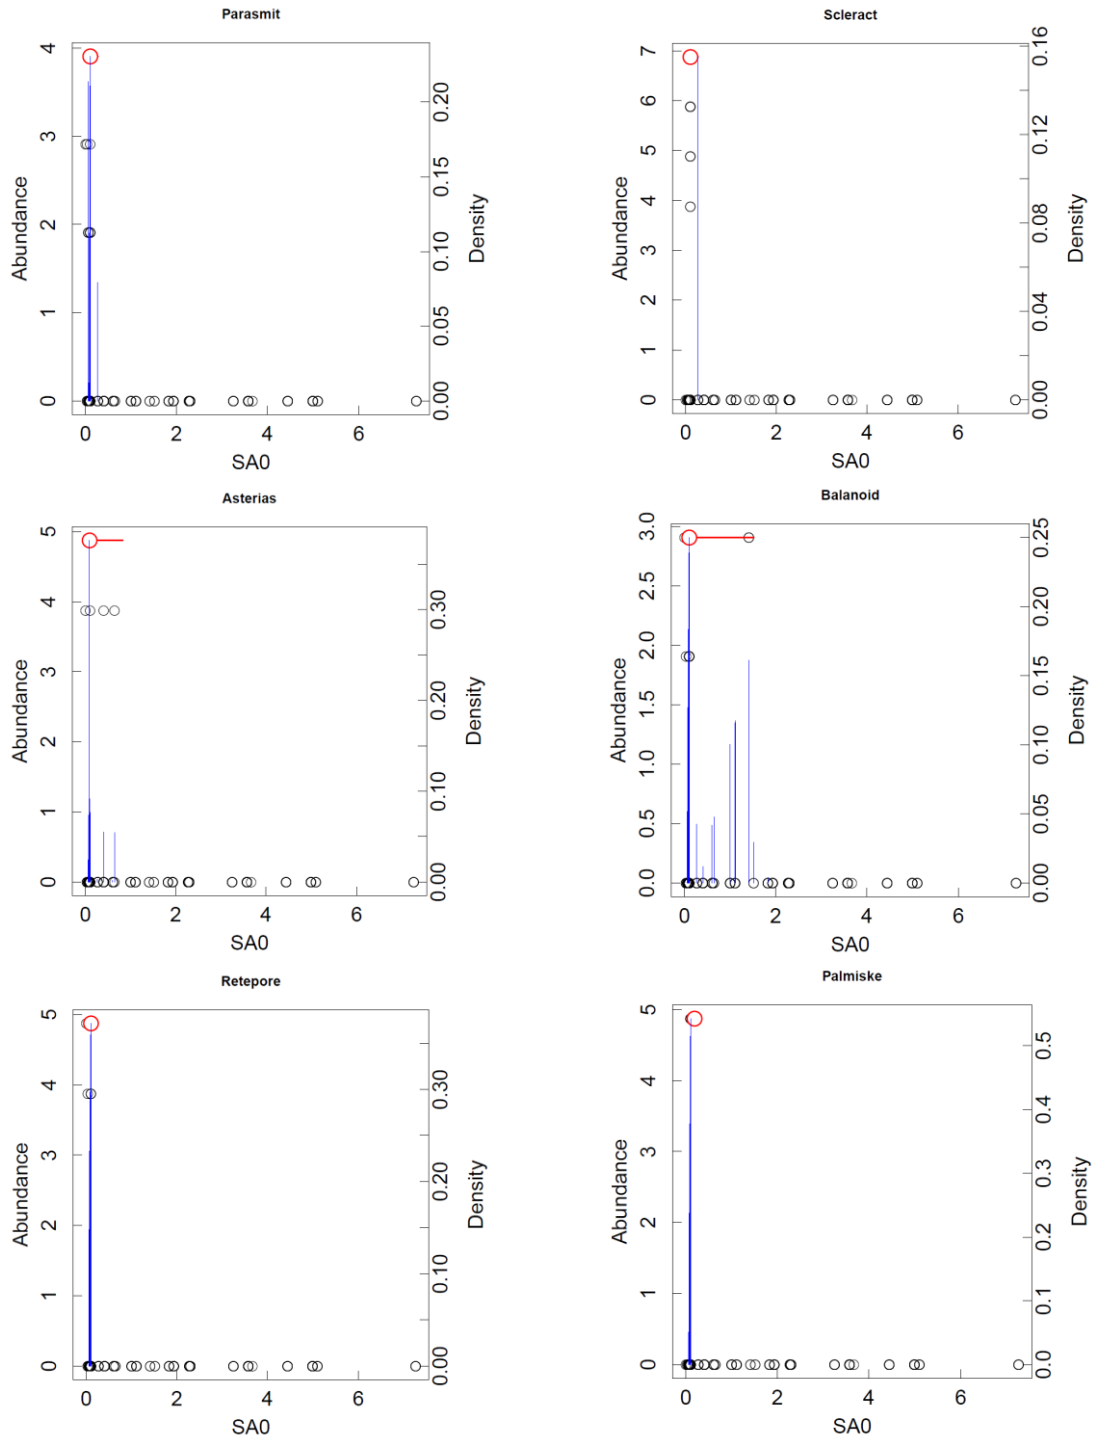 Parasmit
4
3
2
1
0
Abundance
0.20
0.15
0.10
0.05
0.00
Density
0 2 4 6
SA0
Scleract
7
6
5
4
3
2
1
0
Abundance
0.16
0.12
0.08
0.04
0.00
Density
0 2 4 6
SA0
Asterias
5
4
3
2
1
0
Abundance
0.30
0.20
0.10
0.00
Density
0 2 4 6
SA0
Balanoid
3.0
2.5
2.0
1.5
1.0
0.5
0.0
Abundance
0.25
0.20
0.15
0.10
0.05
0.00
Density
0 2 4 6
SA0
Retepore
5
4
3
2
1
0
Abundance
0.30
0.20
0.10
0.00
Density
0 2 4 6
SA0
Palmiske
5
4
3
2
1
0
Abundance
0.5
0.4
0.3
0.2
0.1
0.0
Density
0 2 4 6
SA0